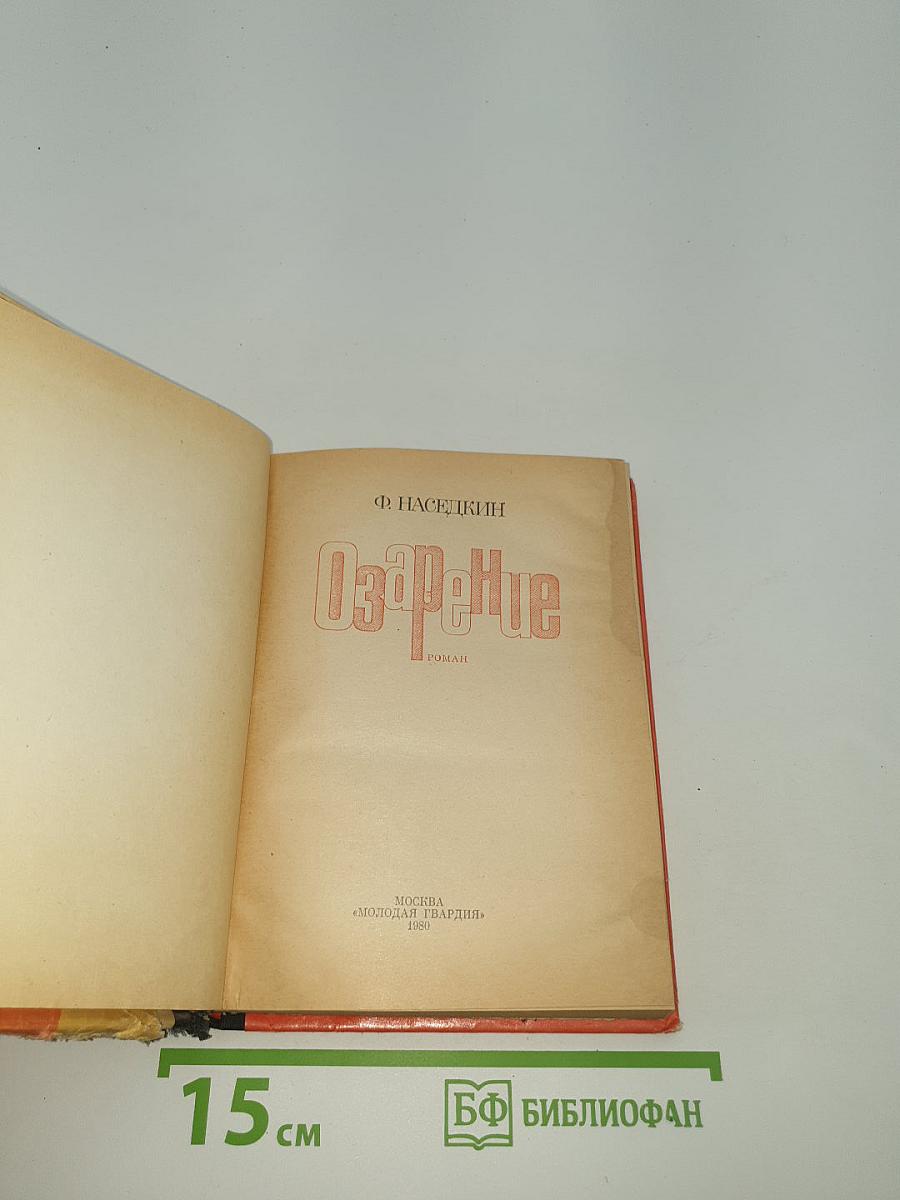 Ф. НАСЕДКИН
Озарение
РОМАН
МОСКВА
«МОЛОДАЯ ГВАРДИЯ»
1980
15 см
БФ БИБЛИОФАН